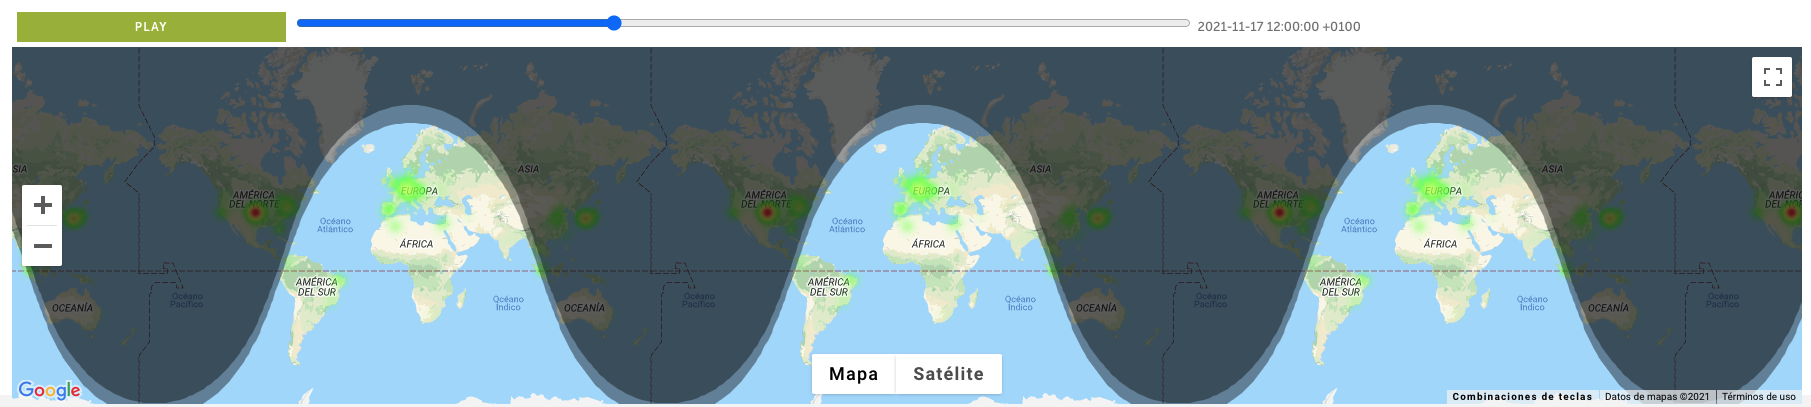 PLAY
2021-11-17 12:00:00 +0100
SIA
AMÉRICA
DEL NORTE
EUROPA
ASIA
AMÉRICA
DEL NORTE
EUROPA
ASIA
AMÉRICA
DEL NORTE
EUROPA
ASIA
AMÉRI
DEL NO
Océano
Atlántico
ÁFRICA
Océano
Atlántico
ÁFRICA
Océano
Atlántico
ÁFRICA
OCEANÍA
Océano
Pacífico
AMÉRICA
DEL SUR
Océano
Índico
OCEANÍA
Océano
Pacífico
AMÉRICA
DEL SUR
Océano
Índico
OCEANÍA
Océano
Pacífico
AMÉRICA
DEL SUR
Océano
Índico
OCEANÍA
Océano
Pacífico
Mapa Satélite
Google
Combinaciones de teclas Datos de mapas ©2021 Términos de uso